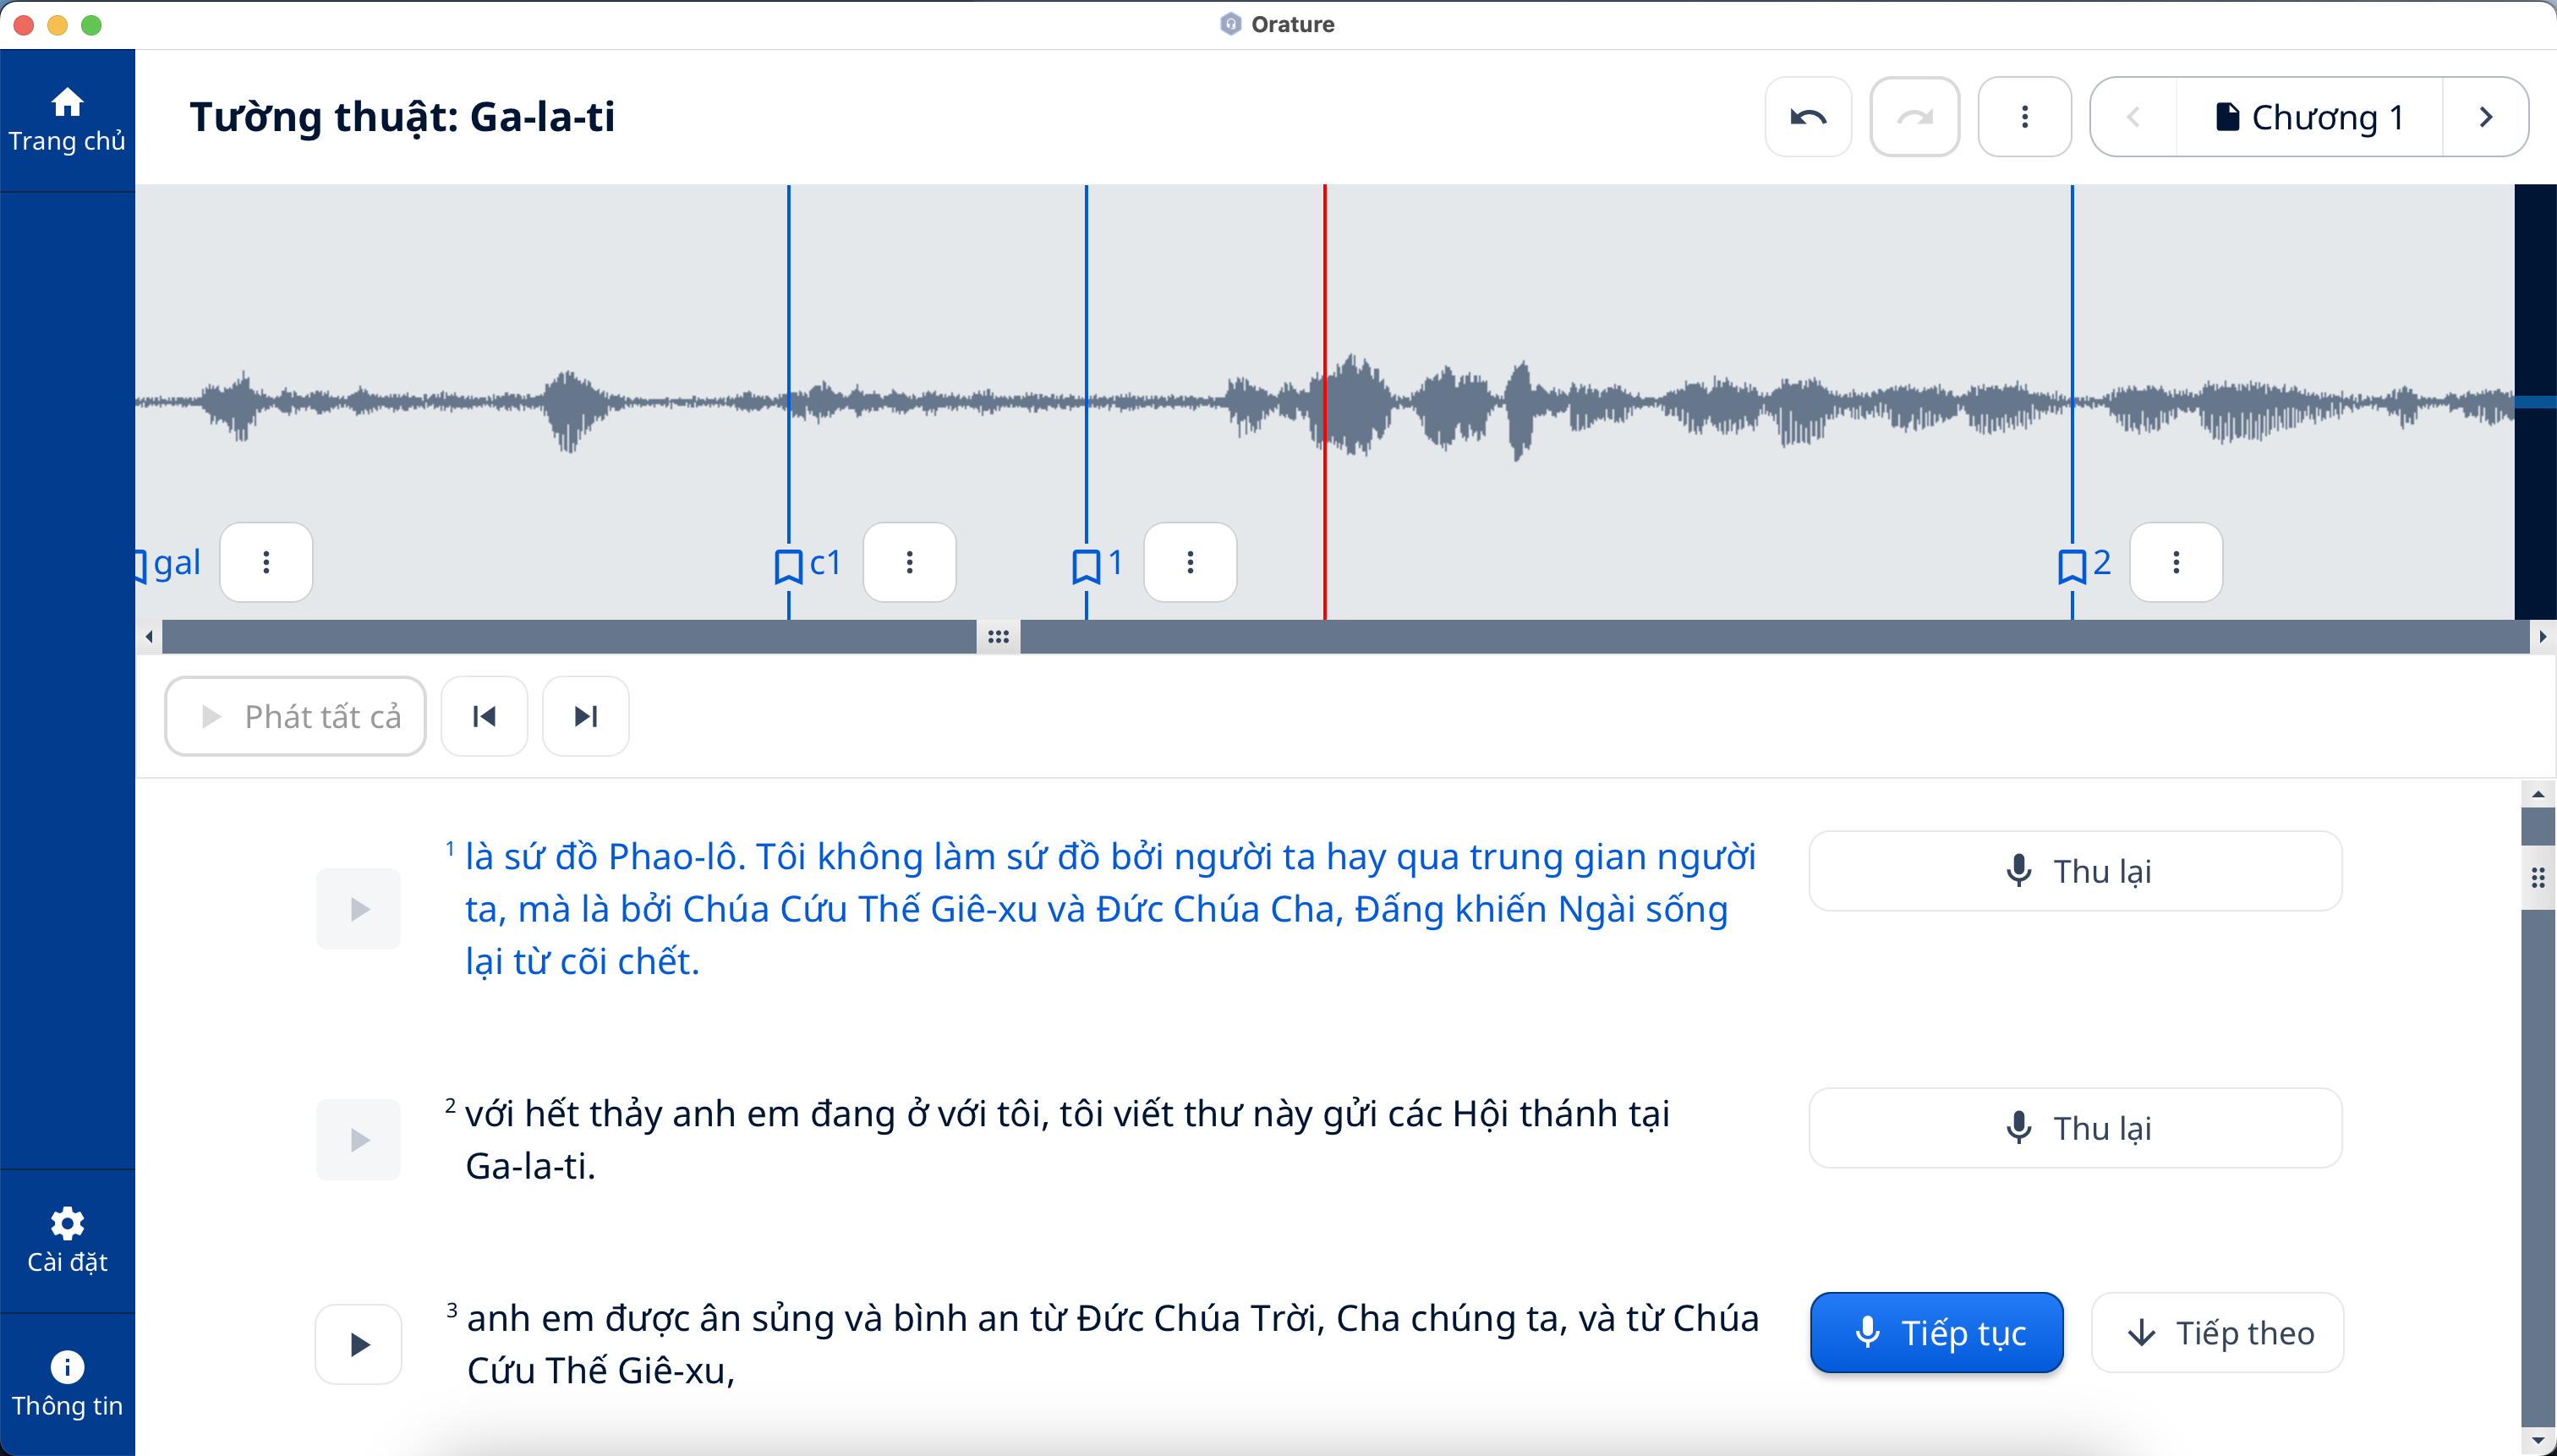 Orature
Trang chủ
Tường thuật: Ga-la-ti
Chương 1
gal
c1
1
2
Phát tất cả
1 là sứ đồ Phao-lô. Tôi không làm sứ đồ bởi người ta hay qua trung gian người
ta, mà là bởi Chúa Cứu Thế Giê-xu và Đức Chúa Cha, Đấng khiến Ngài sống
lại từ cõi chết.
Thu lại
2 với hết thảy anh em đang ở với tôi, tôi viết thư này gửi các Hội thánh tại
Ga-la-ti.
Thu lại
3 anh em được ân sủng và bình an từ Đức Chúa Trời, Cha chúng ta, và từ Chúa
Cứu Thế Giê-xu,
Tiếp tục
Tiếp theo
Cài đặt
Thông tin